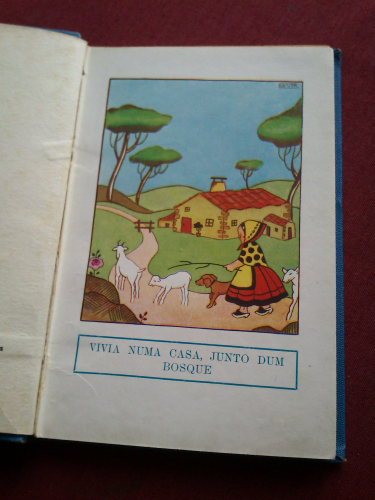 VIVIA NUMA CASA, JUNTO DUM
BOSQUE